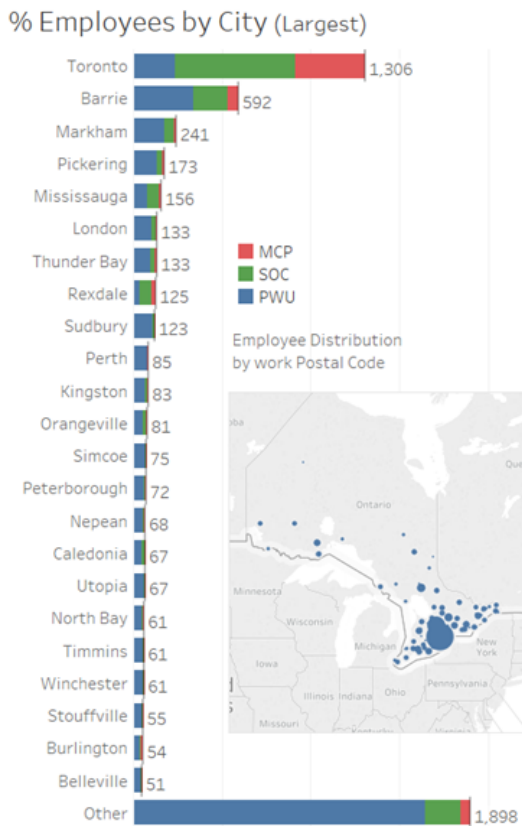 % Employees by City (Largest)
Toronto 1,306
Barrie 592
Markham 241
Pickering 173
Mississauga 156
London 133
Thunder Bay 133
Rexdale 125
Sudbury 123
Perth 85
Kingston 83
Orangeville 81
Simcoe 75
Peterborough 72
Nepean 68
Caledonia 67
Utopia 67
North Bay 61
Timmins 61
Winchester 61
Stouffville 55
Burlington 54
Belleville 51
Other 1,898
MCP
SOC
PWU
Employee Distribution
by work Postal Code
Ontario
Minnesota
Wisconsin
Michigan
New
York
Iowa
Illinois Indiana Ohio Pennsylvania
Missouri